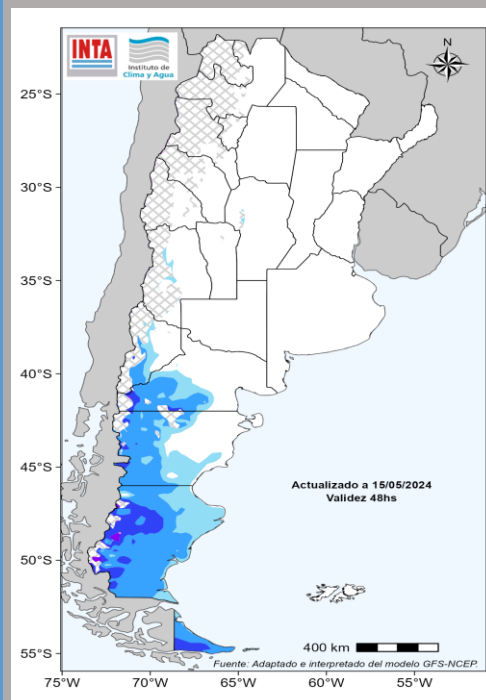 INTA
Instituto de
Clima y Agua
N
25°S
30°S
35°S
40°S
45°S
50°S
55°S
Actualizado a 15/05/2024
Validez 48hs
400 km
Fuente: Adaptado e interpretado del modelo GFS-NCEP.
75°W
70°W
65°W
60°W
55°W